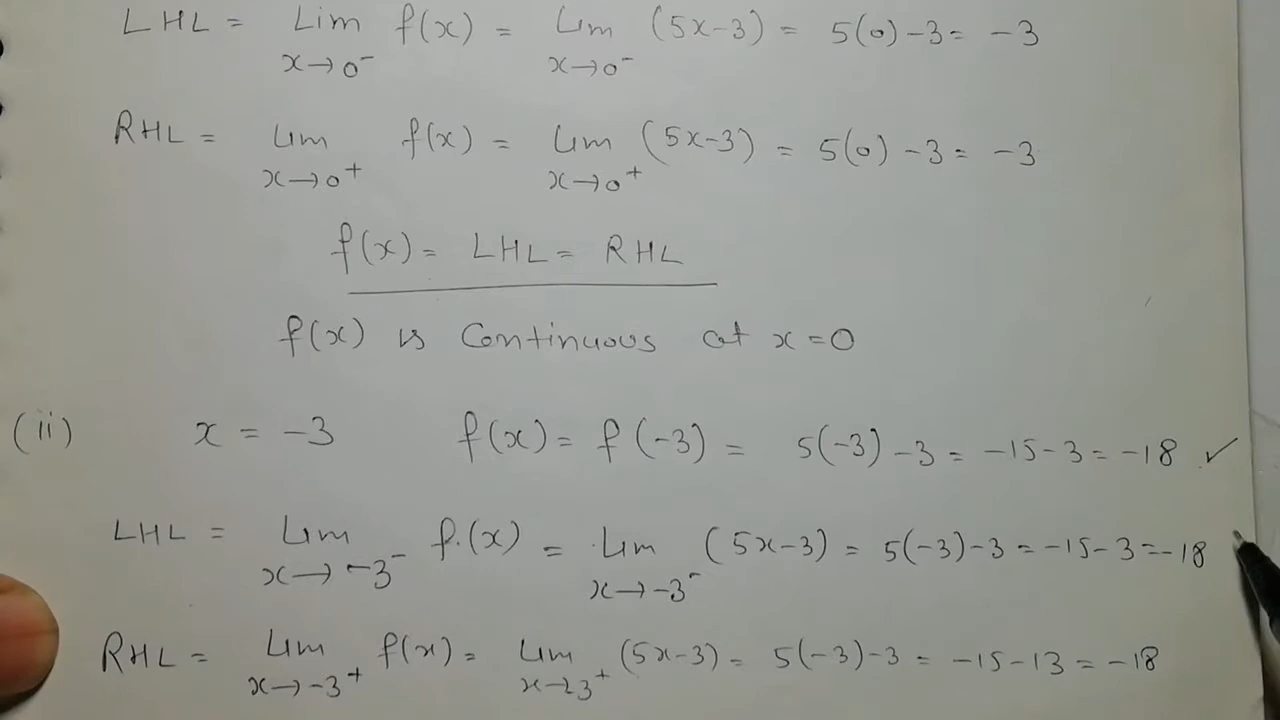 LHL = Lim f(x) = Lim (5x-3) = 5(0)-3 = -3
x→0⁻ x→0⁻
RHL = Lim f(x) = Lim (5x-3) = 5(0)-3 = -3
x→0⁺ x→0⁺
f(x) = LHL = RHL
f(x) is Continuous at x=0
(ii) x = -3 f(x) = f(-3) = 5(-3)-3 = -15-3 = -18 ✓
LHL = Lim f.(x) = Lim (5x-3) = 5(-3)-3 = -15-3 = -18
x→-3⁻ x→-3⁻
RHL = Lim f(x) = Lim (5x-3) = 5(-3)-3 = -15-13 = -18
x→-3⁺ x→-3⁺